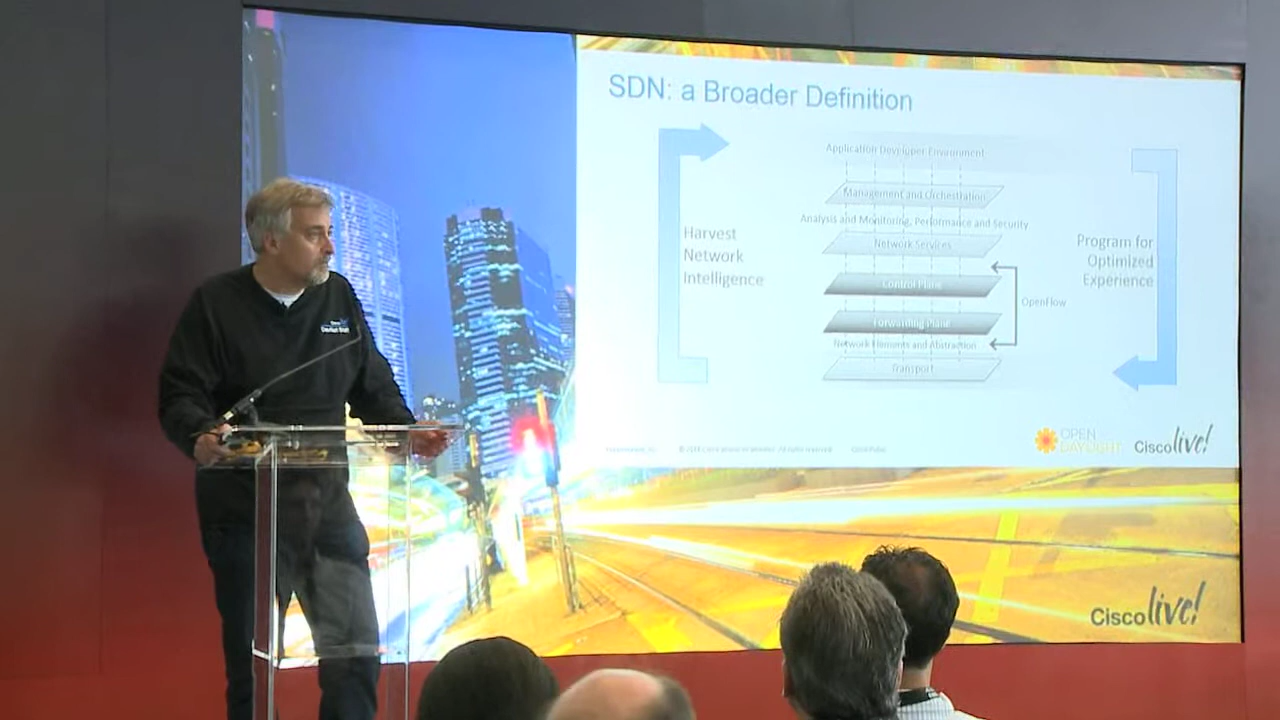 SDN: a Broader Definition
Application Developer Environment
Management and Orchestration
Analysis and Monitoring, Performance and Security
Harvest
Network
Intelligence
Network Services
Program for
Optimized
Experience
Control Plane
OpenFlow
Forwarding Plane
Network Elements and Abstraction
Transport
OPEN
DAYLIGHT
Cisco live!
Cisco Public
Cisco live!